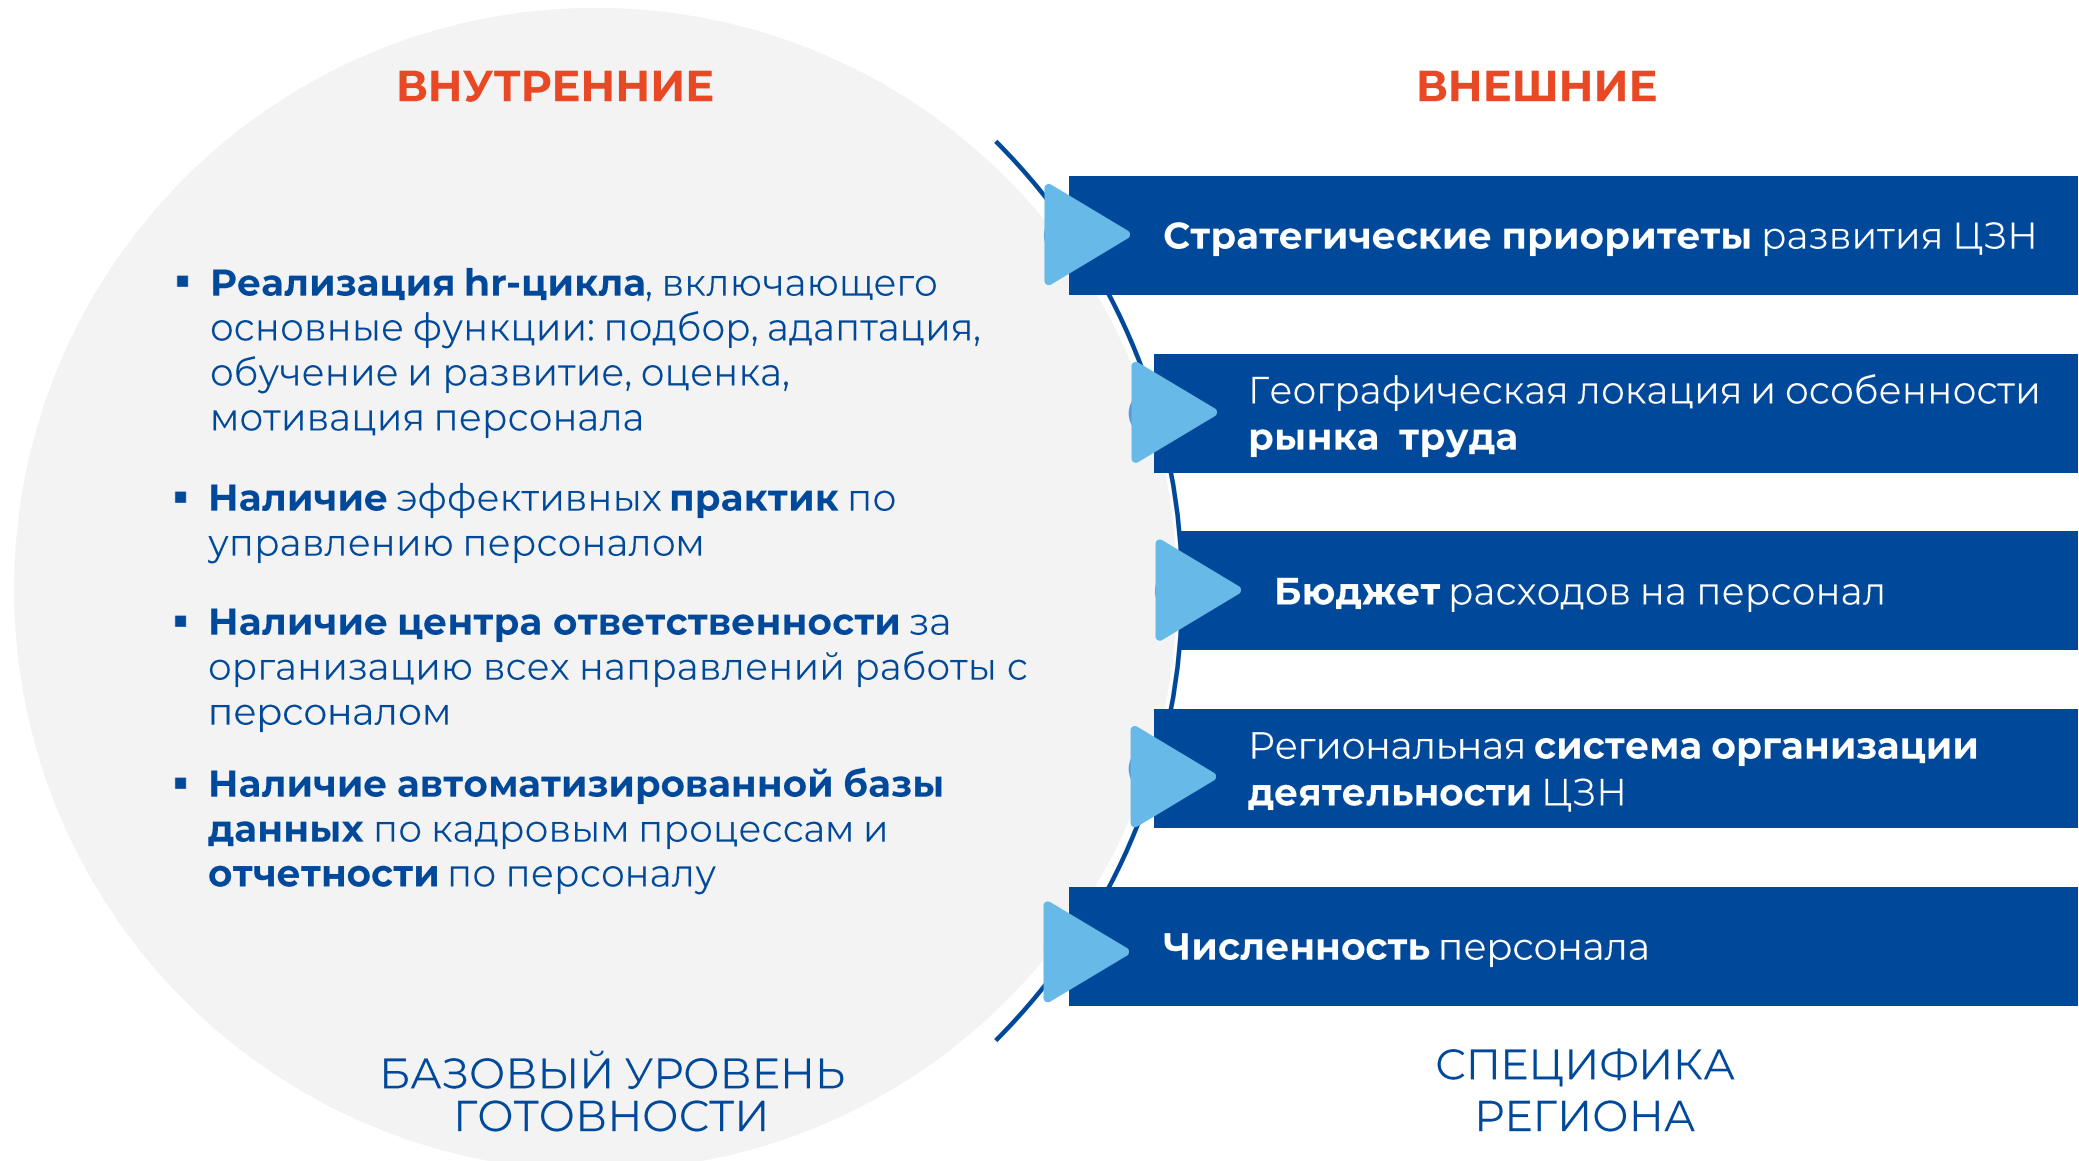 ВНУТРЕННИЕ
▪ Реализация hr-цикла, включающего
основные функции: подбор, адаптация,
обучение и развитие, оценка,
мотивация персонала
▪ Наличие эффективных практик по
управлению персоналом
▪ Наличие центра ответственности за
организацию всех направлений работы с
персоналом
▪ Наличие автоматизированной базы
данных по кадровым процессам и
отчетности по персоналу
БАЗОВЫЙ УРОВЕНЬ
ГОТОВНОСТИ
ВНЕШНИЕ
Стратегические приоритеты развития ЦЗН
Географическая локация и особенности
рынка труда
Бюджет расходов на персонал
Региональная система организации
деятельности ЦЗН
Численность персонала
СПЕЦИФИКА
РЕГИОНА